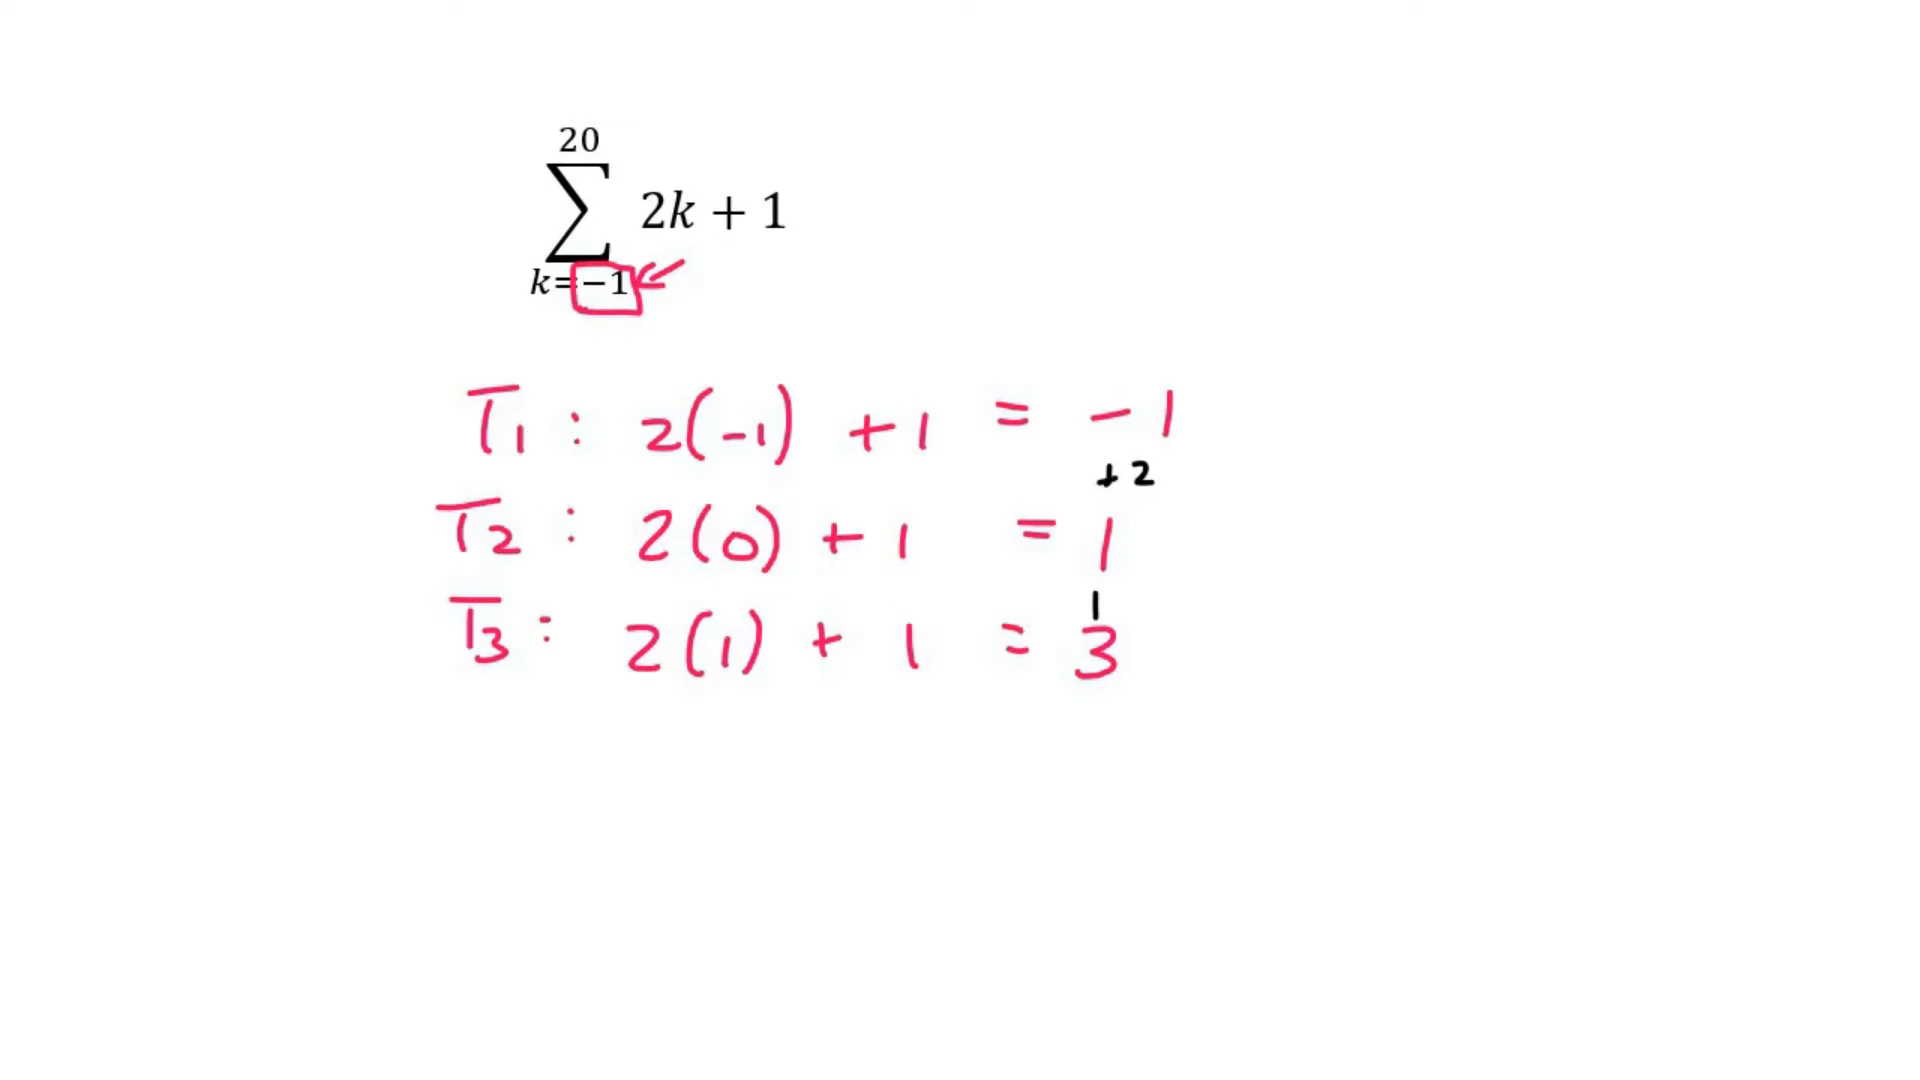 20
∑ 2k + 1
k=−1
T1 : 2(-1) + 1 = -1
+2
T2 : 2(0) + 1 = 1
T3 : 2(1) + 1 = 3